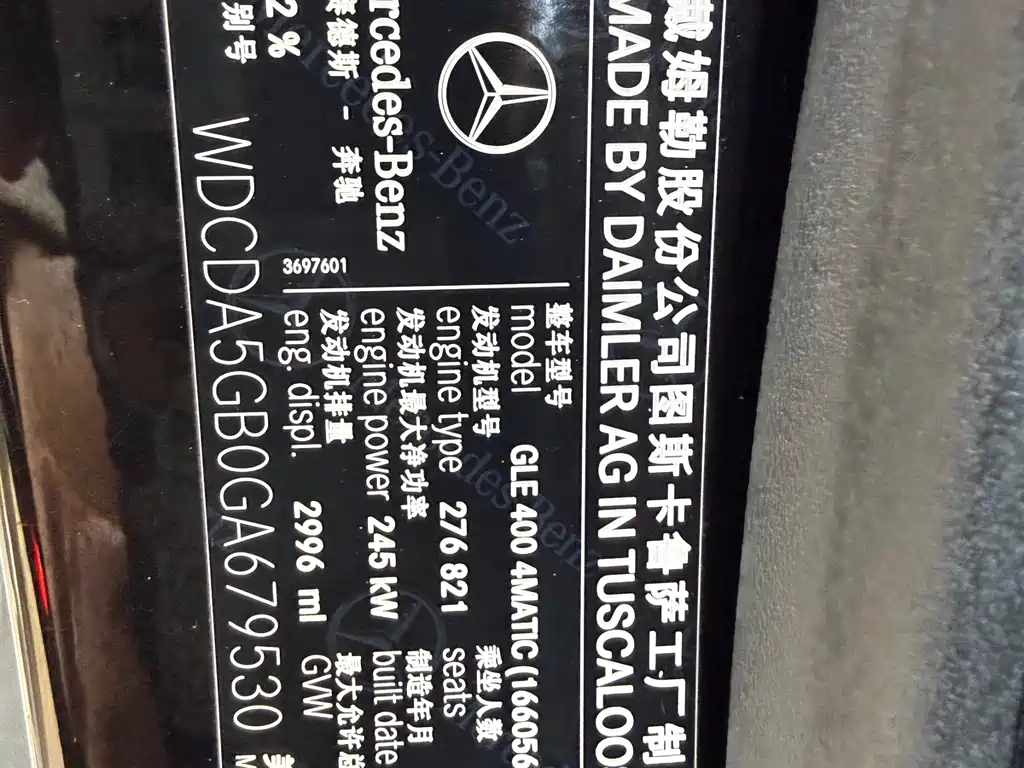 戴姆勒股份公司图斯卡鲁萨工厂制
MADE BY DAIMLER AG IN TUSCALOO
rcedes-Benz
赛德斯 - 奔驰
2 %
别号
WDCDA5GB0GA679530
3697601
整车型号
model GLE 400 4MATIC (166056
发动机型号 乘坐人数
engine type 276 821 seats
发动机最大净功率 制造年月
engine power 245 kW built date
发动机排量 最大允许总
eng. displ. 2996 ml GVW
Mercedes-Benz